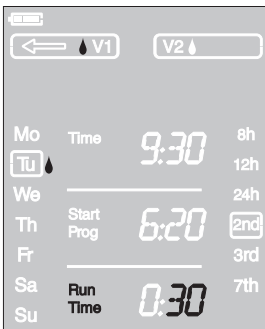 V1 V2
Mo Time 9:30 8h
Tu 12h
We 24h
Th Start Prog 6:20 2nd
Fr 3rd
Sa Run Time 0:30 7th
Su